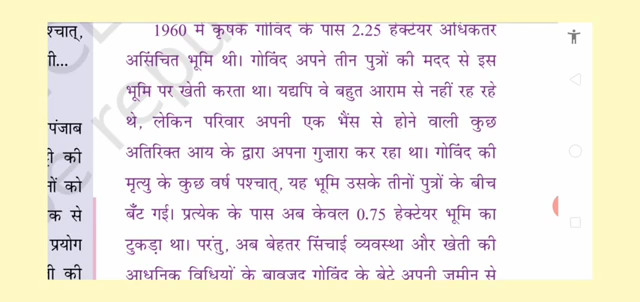 1960 में कृषक गोविंद के पास 2.25 हेक्टेयर अधिकतर
असिंचित भूमि थी। गोविंद अपने तीन पुत्रों की मदद से इस
भूमि पर खेती करता था। यद्यपि वे बहुत आराम से नहीं रह रहे
थे, लेकिन परिवार अपनी एक भैंस से होने वाली कुछ
अतिरिक्त आय के द्वारा अपना गुज़ारा कर रहा था। गोविंद की
मृत्यु के कुछ वर्ष पश्चात्, यह भूमि उसके तीनों पुत्रों के बीच
बँट गई। प्रत्येक के पास अब केवल 0.75 हेक्टेयर भूमि का
टुकड़ा था। परंतु, अब बेहतर सिंचाई व्यवस्था और खेती की
आधुनिक विधियों के बावजूद गोविंद के बेटे अपनी ज़मीन से
पंजाब
की
को
क से
प्रयोग
की